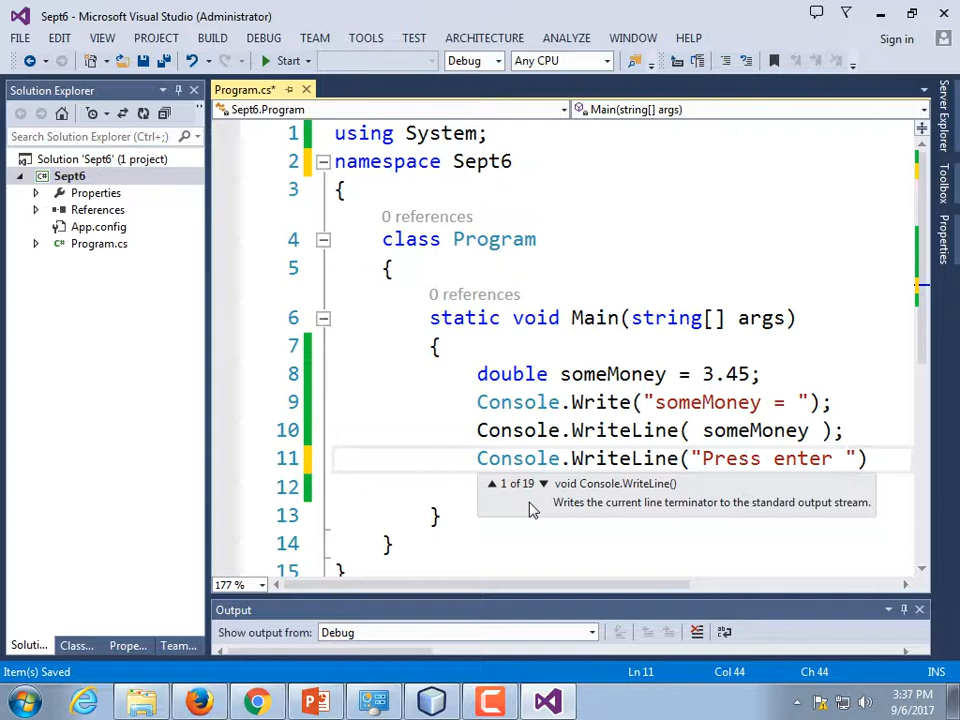 Sept6 - Microsoft Visual Studio (Administrator)
FILE EDIT VIEW PROJECT BUILD DEBUG TEAM TOOLS TEST ARCHITECTURE ANALYZE WINDOW HELP Sign in
Start Debug Any CPU
Solution Explorer
Search Solution Explorer (Ctrl+;)
Solution 'Sept6' (1 project)
Sept6
Properties
References
App.config
Program.cs
Soluti... Class... Prope... Team...
Program.cs*
Sept6.Program Main(string[] args)
1 using System;
2 namespace Sept6
3 {
0 references
4 class Program
5 {
0 references
6 static void Main(string[] args)
7 {
8 double someMoney = 3.45;
9 Console.Write("someMoney = ");
10 Console.WriteLine( someMoney );
11 Console.WriteLine("Press enter ")
12
▲ 1 of 19 ▼ void Console.WriteLine()
Writes the current line terminator to the standard output stream.
13 }
14 }
15 }
177 %
Output
Show output from: Debug
Server Explorer
Toolbox
Properties
Item(s) Saved Ln 11 Col 44 Ch 44 INS
3:37 PM
9/6/2017